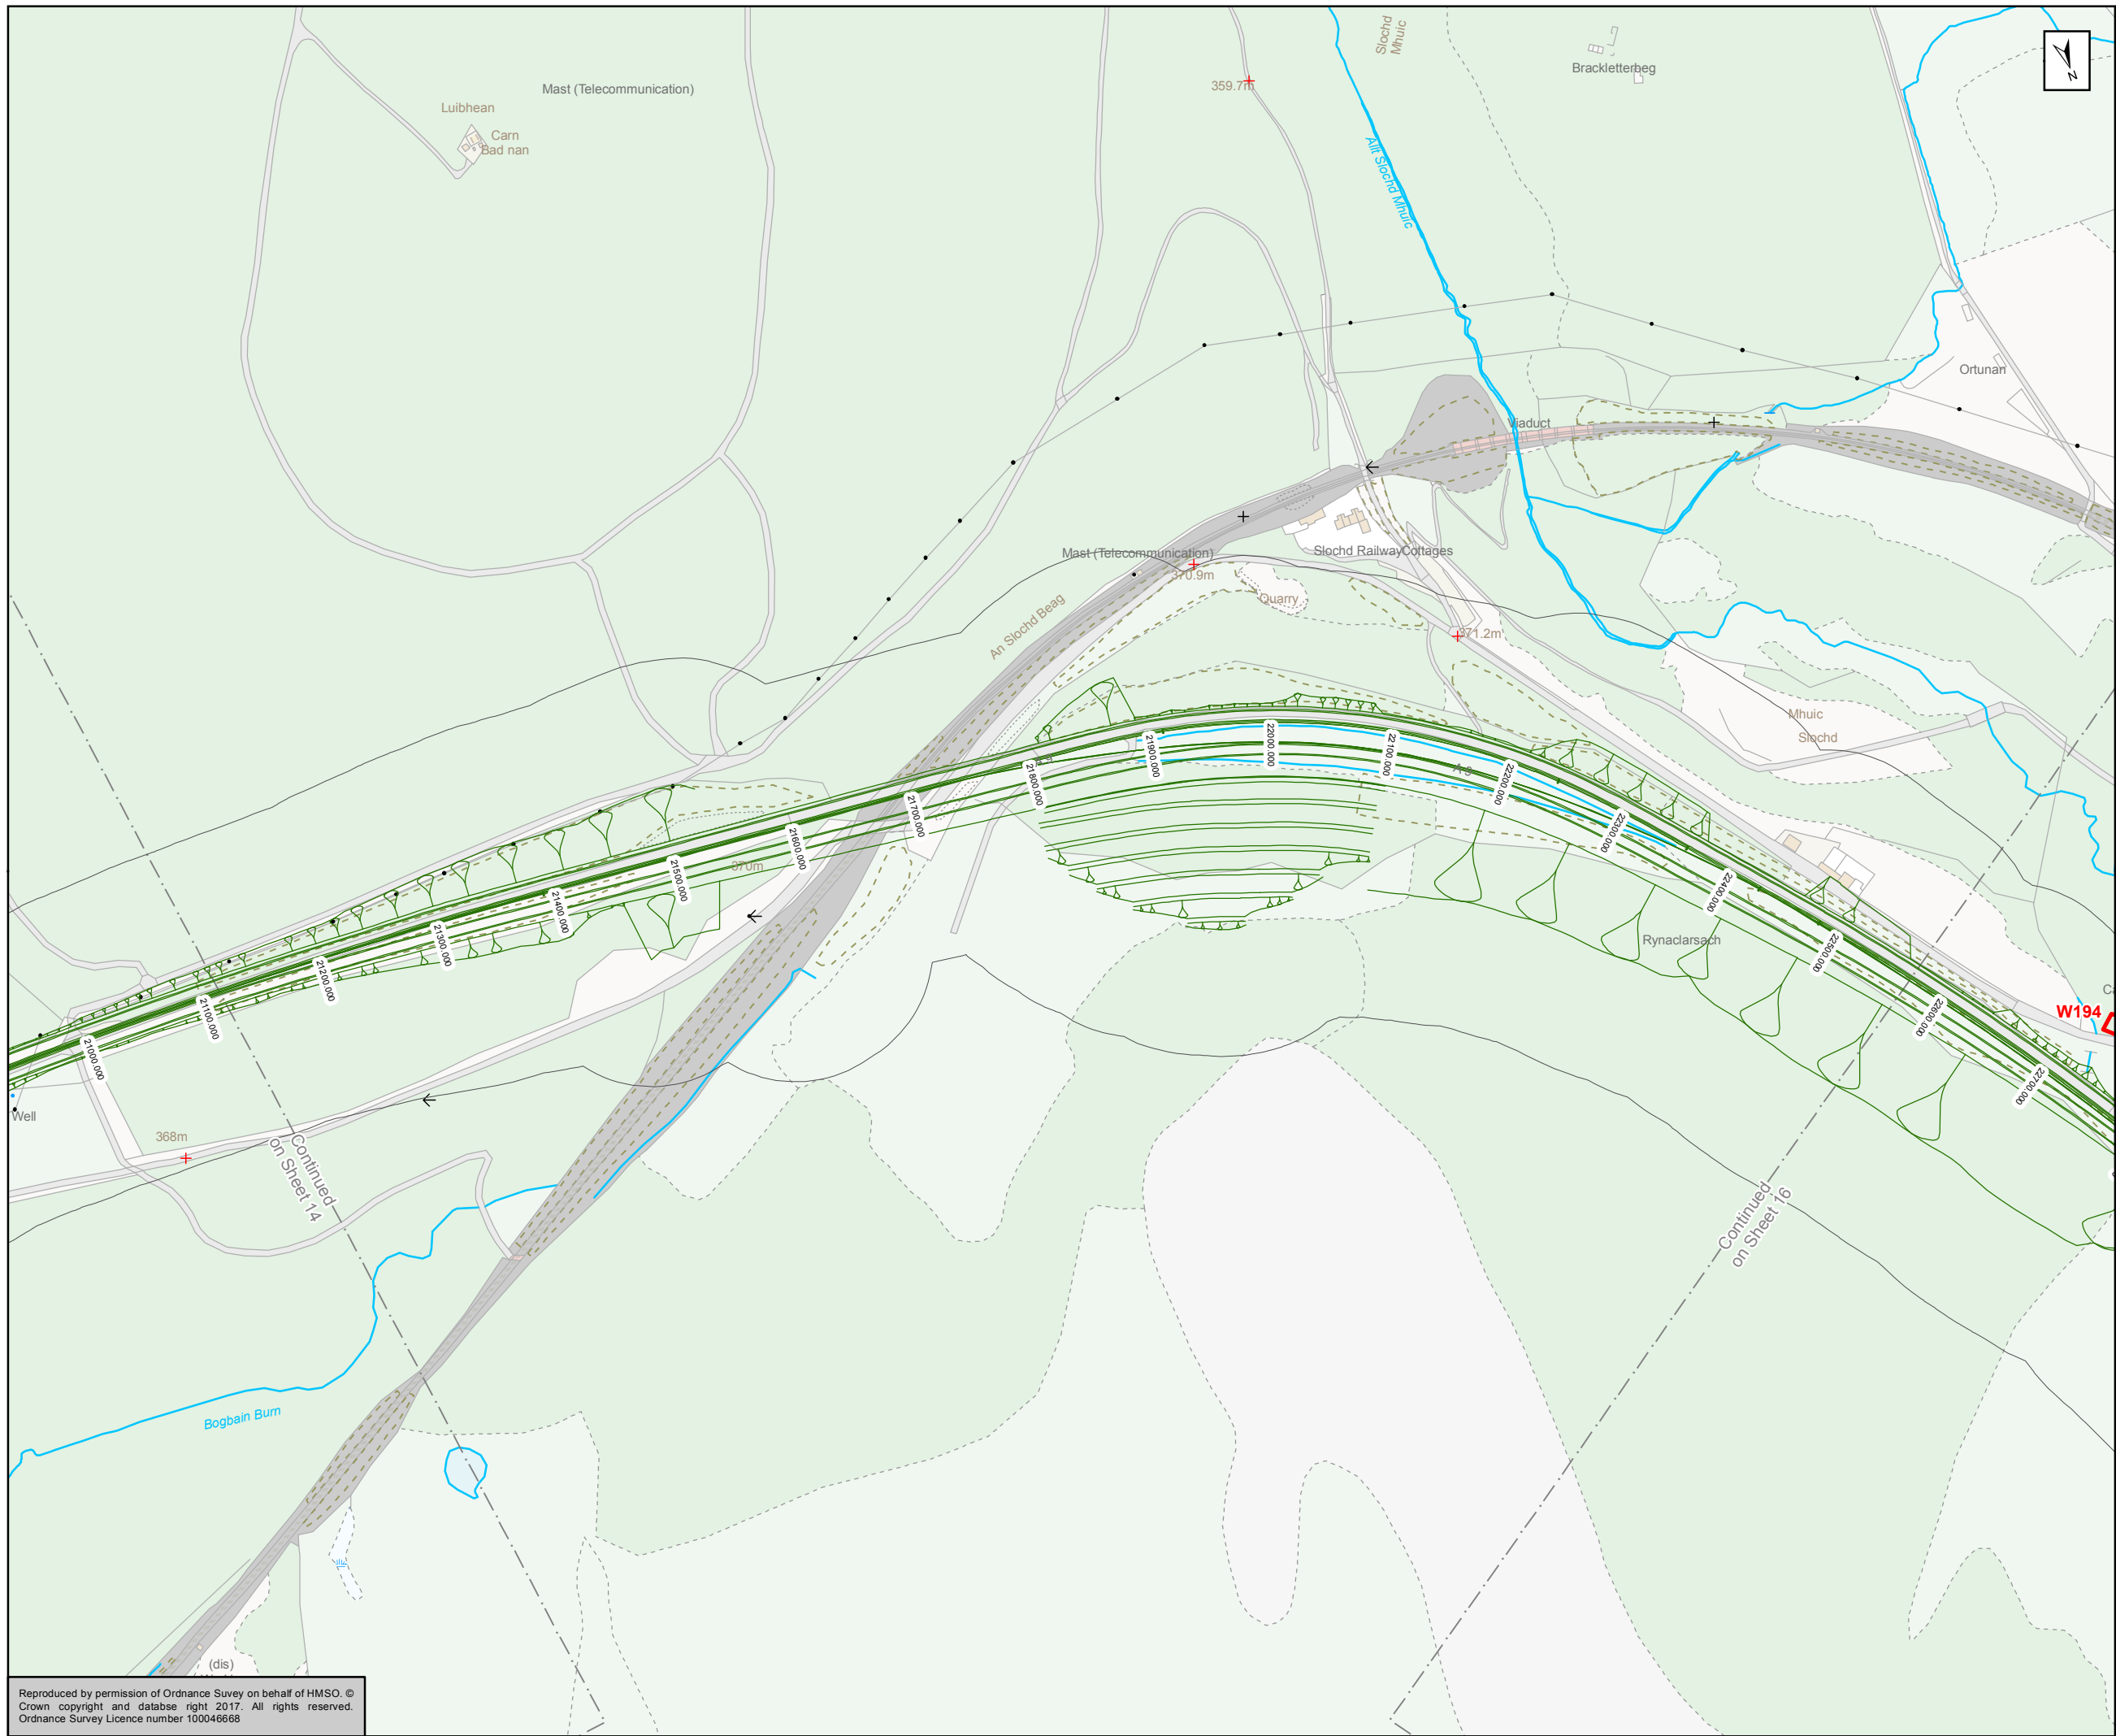 Slochd
Mhuic
Brackletterbeg
N
Mast (Telecommunication)
359.7m
Luibhean
Carn
Bad nan
Allt Slochd Mhuic
Ortunan
Viaduct
Mast (Telecommunication)
Slochd Railway Cottages
370.9m
Quarry
An Slochd Beag
371.2m
Mhuic
Slochd
A 9
21900.000
22000.000
22100.000
22200.000
21800.000
21700.000
22300.000
21600.000
370m
21500.000
22400.000
21400.000
21300.000
Rynaclarsach
22500.000
21200.000
21100.000
22600.000
W194
21000.000
22700.000
Well
368m
Continued
on Sheet 14
Continued
on Sheet 16
Bogbain Burn
(dis)
Reproduced by permission of Ordnance Suvey on behalf of HMSO. ©
Crown copyright and databse right 2017. All rights reserved.
Ordnance Survey Licence number 100046668